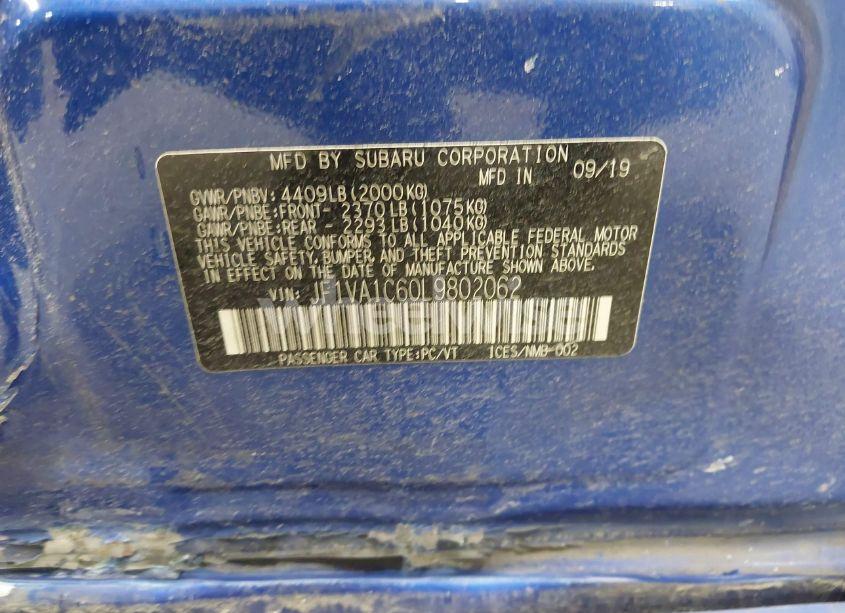 MFD BY SUBARU CORPORATION
MFD IN 09/19
GVWR/PNBV: 4409LB(2000KG)
GAWR/PNBE:FRONT- 2370LB(1075KG)
GAWR/PNBE:REAR - 2293LB(1040KG)
THIS VEHICLE CONFORMS TO ALL APPLICABLE FEDERAL MOTOR
VEHICLE SAFETY, BUMPER, AND THEFT PREVENTION STANDARDS
IN EFFECT ON THE DATE OF MANUFACTURE SHOWN ABOVE.
VIN: JF1VA1C60L9802062
PASSENGER CAR TYPE:PC/VT ICES/NMB-002